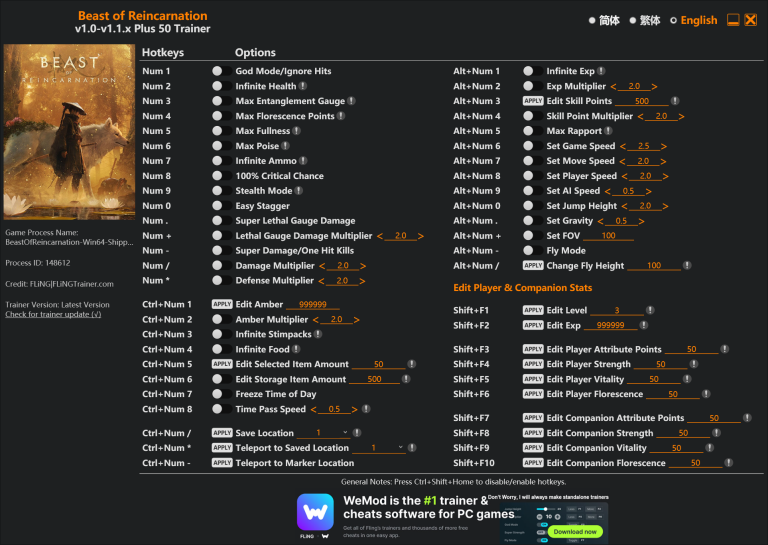 Beast of Reincarnation
v1.0-v1.1.x Plus 50 Trainer
简体
繁体
English
BEAST
OF
REINCARNATION
Game Process Name:
BeastOfReincarnation-Win64-Shipp...
Process ID: 148612
Credit: FLiNG|FLiNGTrainer.com
Trainer Version: Latest Version
Check for trainer update (√)
Hotkeys Options
Num 1 God Mode/Ignore Hits
Num 2 Infinite Health !
Num 3 Max Entanglement Gauge !
Num 4 Max Florescence Points !
Num 5 Max Fullness !
Num 6 Max Poise !
Num 7 Infinite Ammo !
Num 8 100% Critical Chance
Num 9 Stealth Mode !
Num 0 Easy Stagger
Num . Super Lethal Gauge Damage
Num + Lethal Gauge Damage Multiplier < 2.0 >
Num - Super Damage/One Hit Kills
Num / Damage Multiplier < 2.0 >
Num * Defense Multiplier < 2.0 >
Ctrl+Num 1 APPLY Edit Amber 999999
Ctrl+Num 2 Amber Multiplier < 2.0 >
Ctrl+Num 3 Infinite Stimpacks !
Ctrl+Num 4 Infinite Food !
Ctrl+Num 5 APPLY Edit Selected Item Amount 50 !
Ctrl+Num 6 Edit Storage Item Amount 500 !
Ctrl+Num 7 Freeze Time of Day
Ctrl+Num 8 Time Pass Speed < 0.5 > !
Ctrl+Num / APPLY Save Location 1 !
Ctrl+Num * APPLY Teleport to Saved Location 1 !
Ctrl+Num - APPLY Teleport to Marker Location
Alt+Num 1 Infinite Exp !
Alt+Num 2 Exp Multiplier < 2.0 >
Alt+Num 3 APPLY Edit Skill Points 500 !
Alt+Num 4 Skill Point Multiplier < 2.0 >
Alt+Num 5 Max Rapport !
Alt+Num 6 Set Game Speed < 2.5 >
Alt+Num 7 Set Move Speed < 2.0 >
Alt+Num 8 Set Player Speed < 2.0 >
Alt+Num 9 Set AI Speed < 0.5 >
Alt+Num 0 Set Jump Height < 2.0 >
Alt+Num . Set Gravity < 0.5 >
Alt+Num + Set FOV 100
Alt+Num - Fly Mode
Alt+Num / APPLY Change Fly Height 100 !
Edit Player & Companion Stats
Shift+F1 APPLY Edit Level 3 !
Shift+F2 APPLY Edit Exp 999999 !
Shift+F3 APPLY Edit Player Attribute Points 50 !
Shift+F4 APPLY Edit Player Strength 50 !
Shift+F5 APPLY Edit Player Vitality 50 !
Shift+F6 APPLY Edit Player Florescence 50 !
Shift+F7 APPLY Edit Companion Attribute Points 50 !
Shift+F8 APPLY Edit Companion Strength 50 !
Shift+F9 APPLY Edit Companion Vitality 50 !
Shift+F10 APPLY Edit Companion Florescence 50 !
General Notes: Press Ctrl+Shift+Home to disable/enable hotkeys.
FLiNG
WeMod is the #1 trainer &
cheats software for PC games
Get all of Fling's trainers and thousands of more free
cheats in one easy app.
Don't Worry, I will always make standalone trainers
Download now